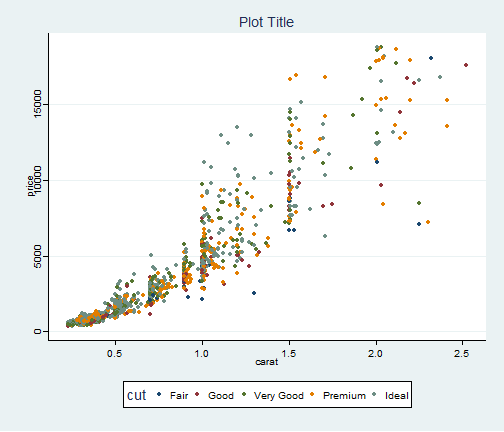 Plot Title
price
15000
10000
5000
0
0.5 1.0 1.5 2.0 2.5
carat
cut Fair Good Very Good Premium Ideal